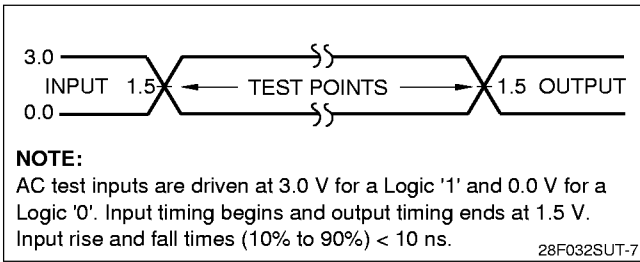 3.0
INPUT 1.5 TEST POINTS 1.5 OUTPUT
0.0
NOTE:
AC test inputs are driven at 3.0 V for a Logic '1' and 0.0 V for a
Logic '0'. Input timing begins and output timing ends at 1.5 V.
Input rise and fall times (10% to 90%) < 10 ns.
28F032SUT-7